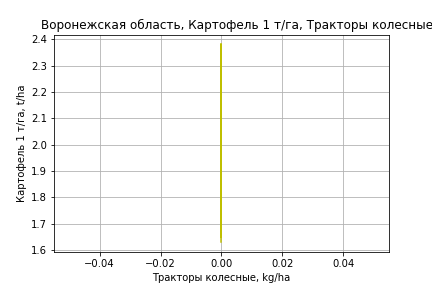 Воронежская область, Картофель 1 т/га, Тракторы колесные
2.4
2.3
2.2
2.1
2.0
1.9
1.8
1.7
1.6
Картофель 1 т/га, t/ha
−0.04 −0.02 0.00 0.02 0.04
Тракторы колесные, kg/ha